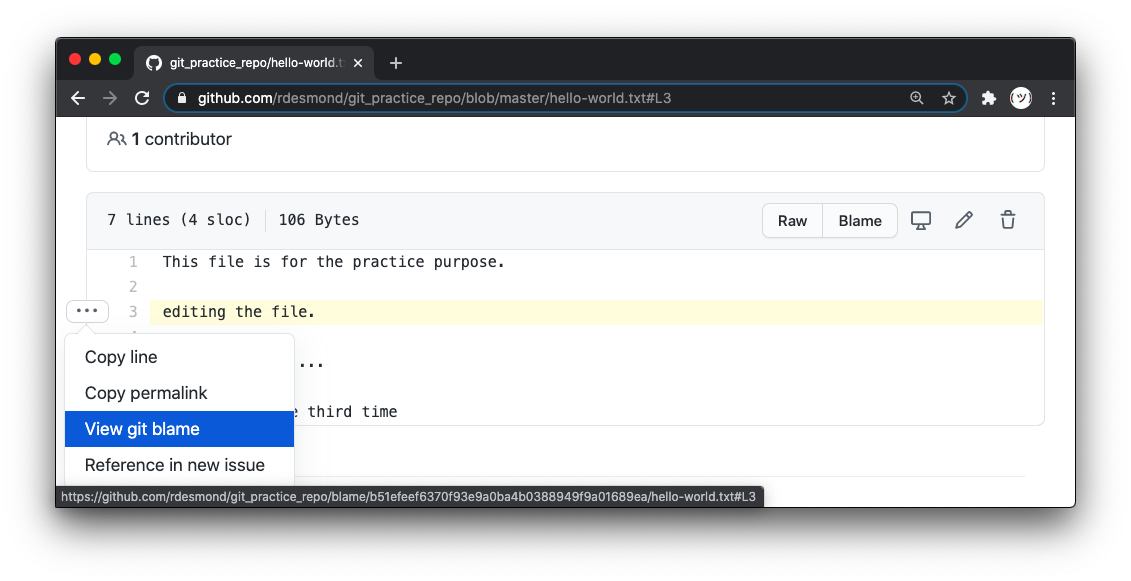 git_practice_repo/hello-world.t
github.com/rdesmond/git_practice_repo/blob/master/hello-world.txt#L3
1 contributor
7 lines (4 sloc) 106 Bytes
Raw Blame
1 This file is for the practice purpose.
2
3 editing the file.
...
third time
Copy line
Copy permalink
View git blame
Reference in new issue
https://github.com/rdesmond/git_practice_repo/blame/b51efeef6370f93e9a0ba4b0388949f9a01689ea/hello-world.txt#L3